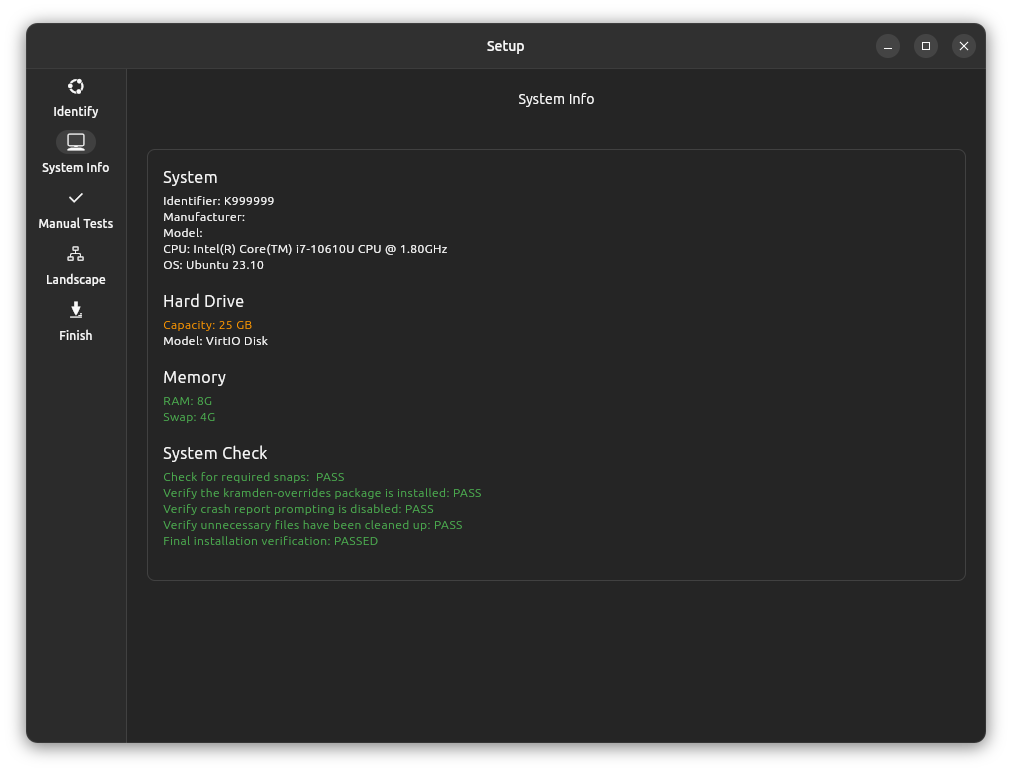 Setup
Identify
System Info
Manual Tests
Landscape
Finish
System Info
System
Identifier: K999999
Manufacturer:
Model:
CPU: Intel(R) Core(TM) i7-10610U CPU @ 1.80GHz
OS: Ubuntu 23.10
Hard Drive
Capacity: 25 GB
Model: VirtIO Disk
Memory
RAM: 8G
Swap: 4G
System Check
Check for required snaps:  PASS
Verify the kramden-overrides package is installed: PASS
Verify crash report prompting is disabled: PASS
Verify unnecessary files have been cleaned up: PASS
Final installation verification: PASSED